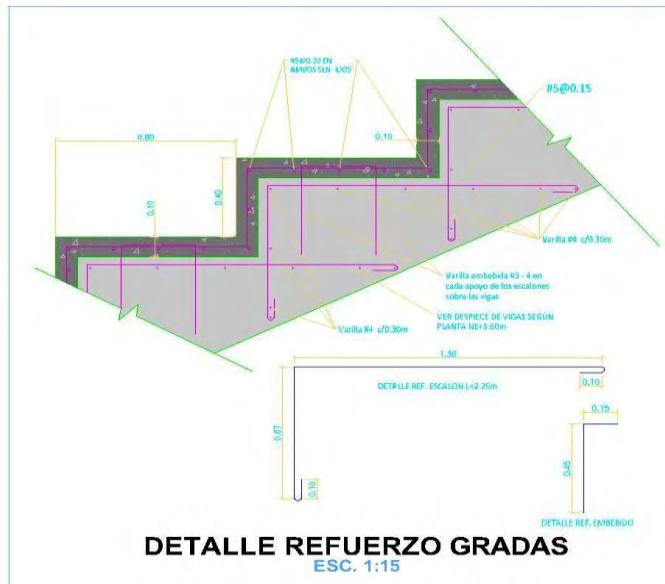 #5@0.20 EN
AMBOS SENTIDOS
#5@0.15
0.80
0.10
0.40
0.10
Varilla #4 c/0.30m
Varilla embebida #3 - 4 en
cada apoyo de los escalones
sobre las vigas
VER DESPIECE DE VIGAS SEGÚN
PLANTA NE+5.60m
Varilla #4 c/0.30m
DETALLE REF. ESCALON L=2.25m
0.10
0.15
0.67
0.10
0.45
DETALLE REF. EMBEBIDO
DETALLE REFUERZO GRADAS
ESC. 1:15